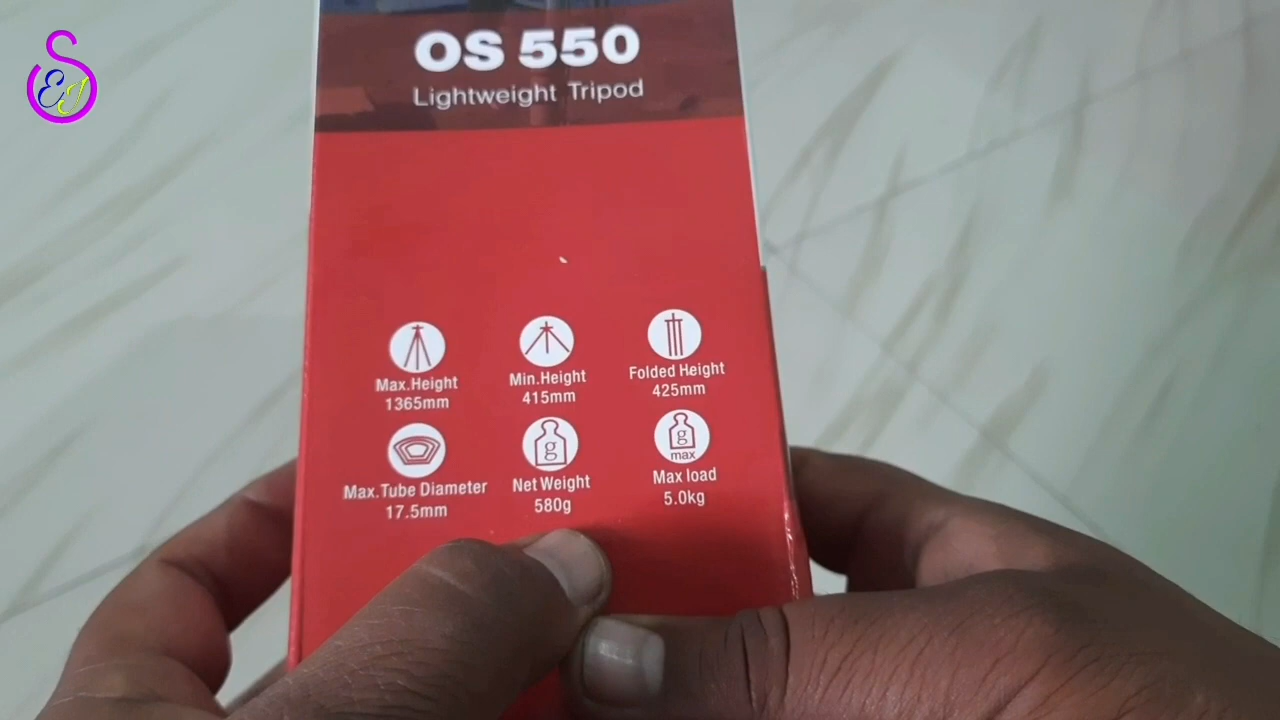 SEJ
OS 550
Lightweight Tripod
Max.Height
1365mm
Min.Height
415mm
Folded Height
425mm
Max.Tube Diameter
17.5mm
g
Net Weight
580g
g
max
Max load
5.0kg